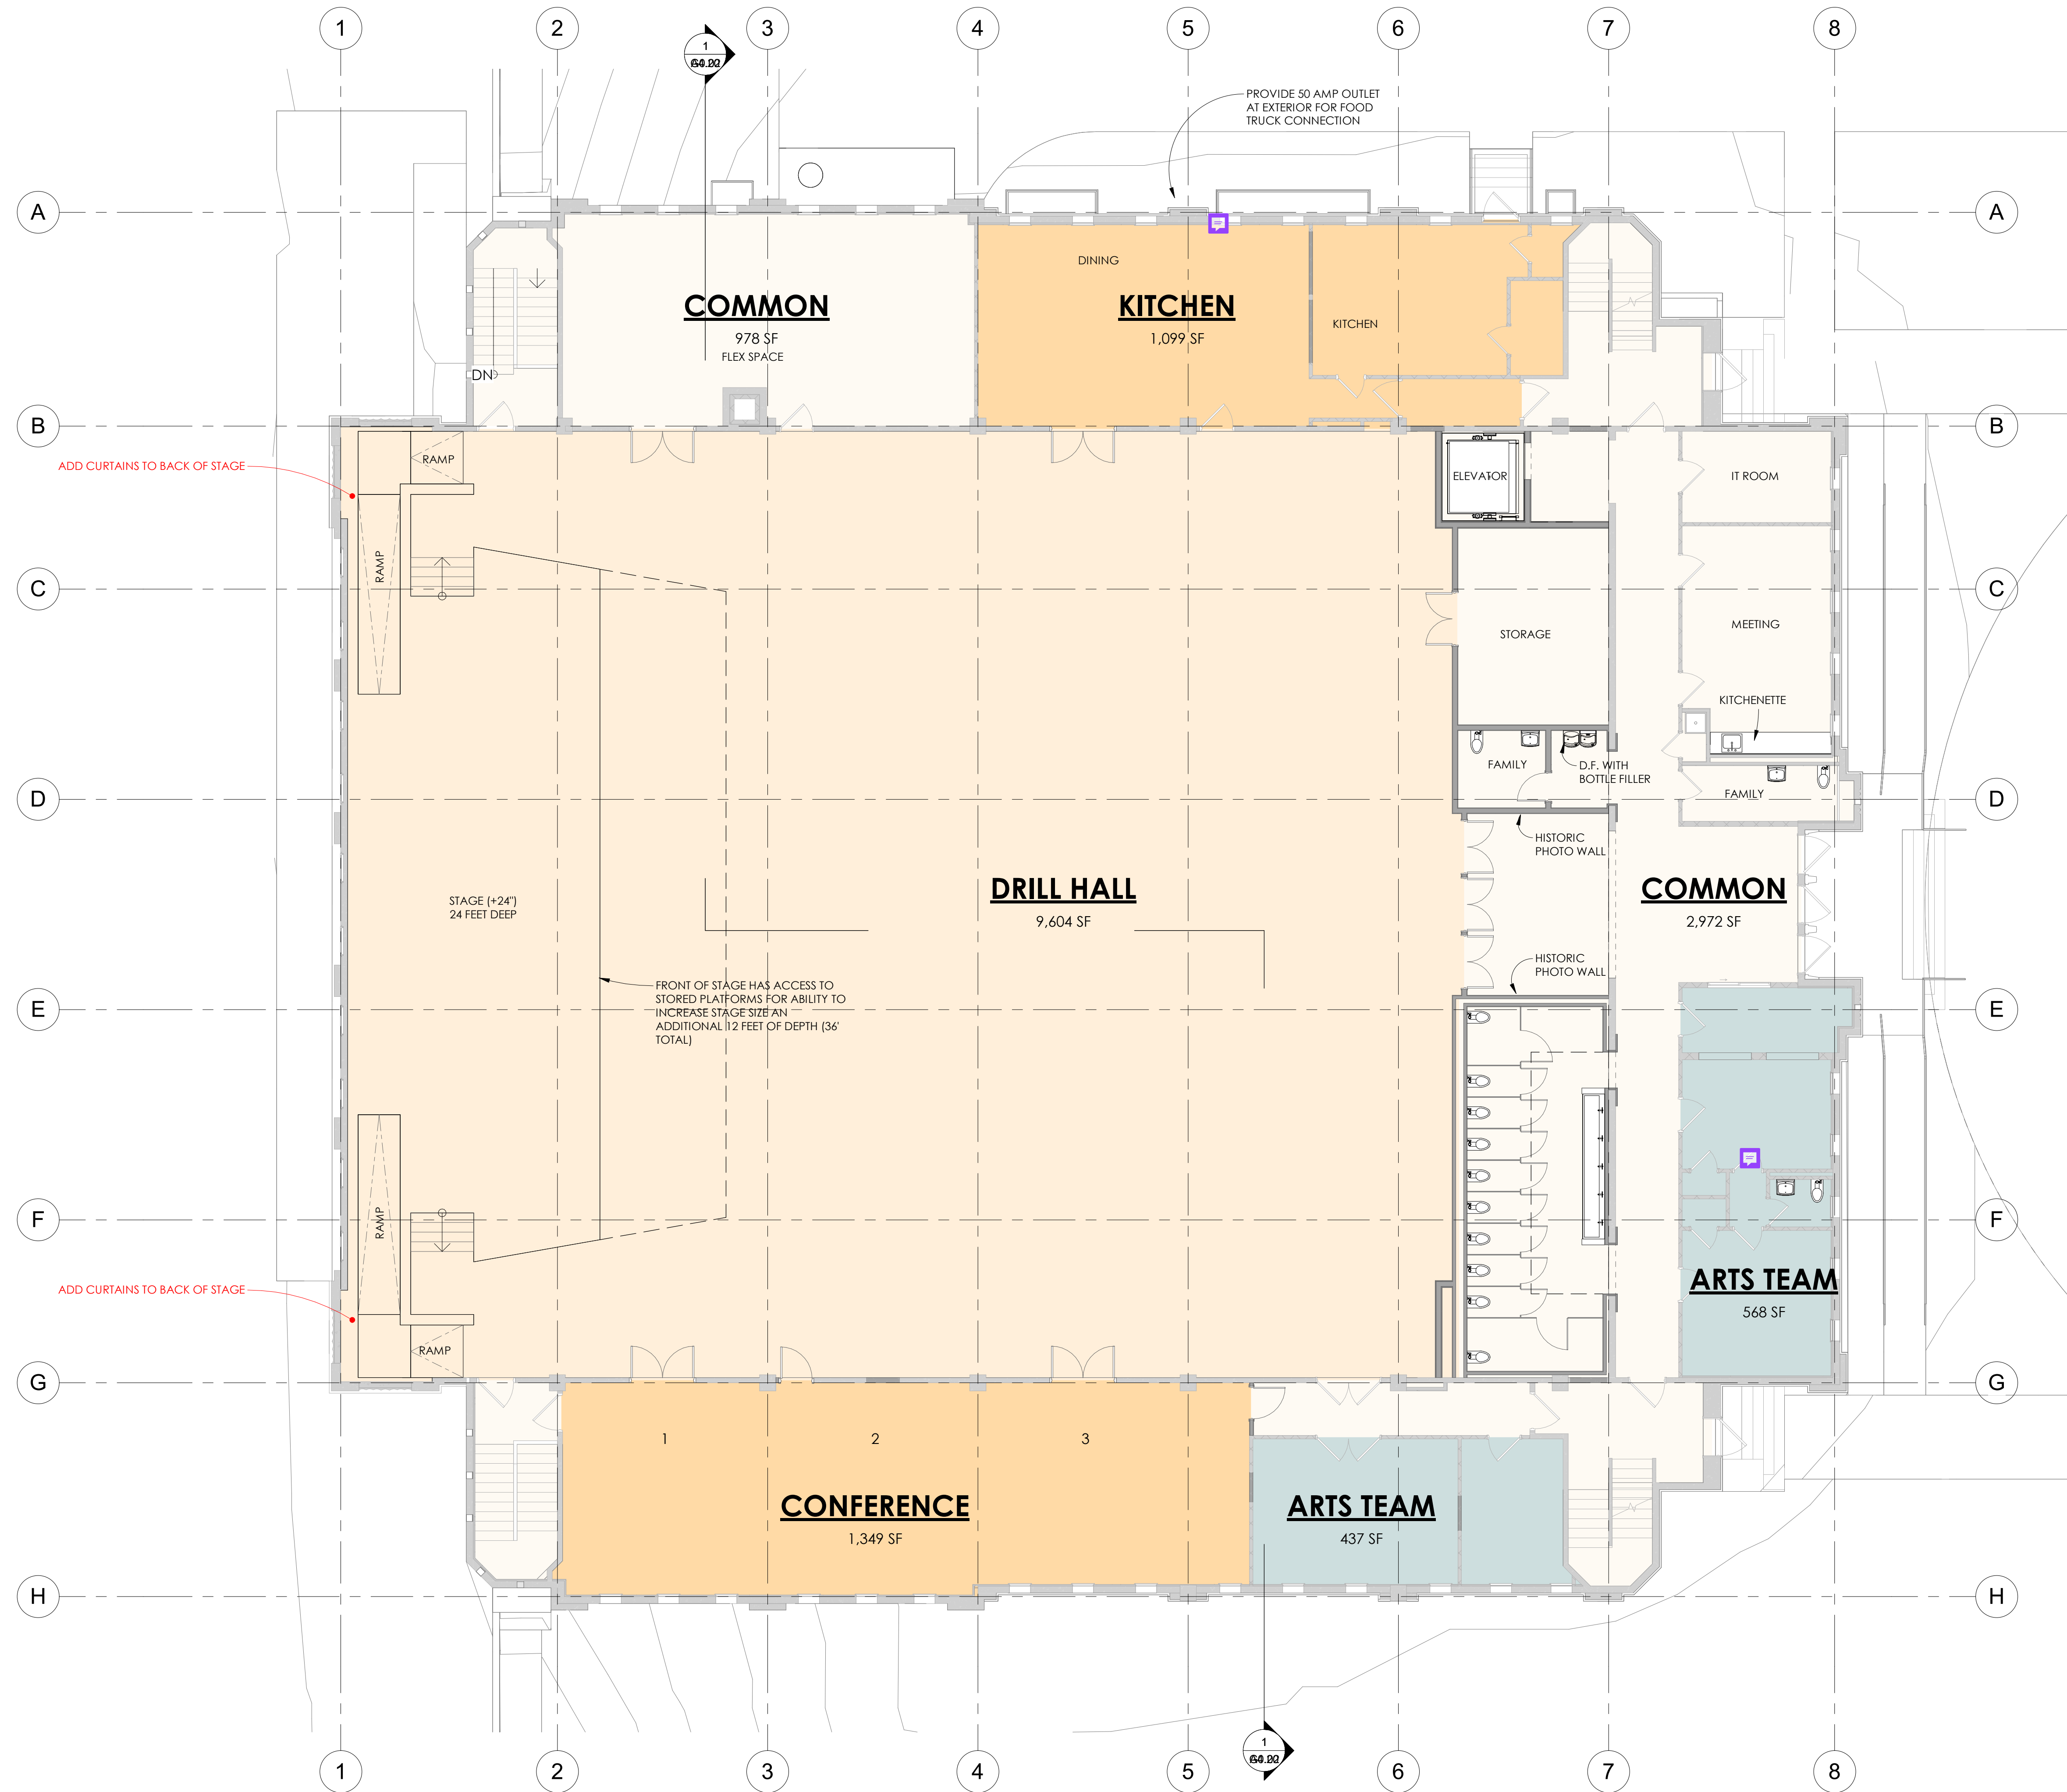 1 2 3 4 5 6 7 8
1
PROVIDE 50 AMP OUTLET
AT EXTERIOR FOR FOOD
TRUCK CONNECTION
A A
DINING
COMMON
978 SF
FLEX SPACE
KITCHEN
1,099 SF
KITCHEN
DN
B B
ADD CURTAINS TO BACK OF STAGE
RAMP
ELEVATOR
IT ROOM
RAMP
C C
STORAGE
MEETING
KITCHENETTE
FAMILY
D.F. WITH
BOTTLE FILLER
FAMILY
D D
HISTORIC
PHOTO WALL
STAGE (+24")
24 FEET DEEP
DRILL HALL
9,604 SF
COMMON
2,972 SF
HISTORIC
PHOTO WALL
FRONT OF STAGE HAS ACCESS TO
STORED PLATFORMS FOR ABILITY TO
INCREASE STAGE SIZE AN
ADDITIONAL 12 FEET OF DEPTH (36'
TOTAL)
E E
RAMP
F F
ADD CURTAINS TO BACK OF STAGE
RAMP
ARTS TEAM
568 SF
G G
1 2 3
CONFERENCE
1,349 SF
ARTS TEAM
437 SF
H H
1
1 2 3 4 5 6 7 8